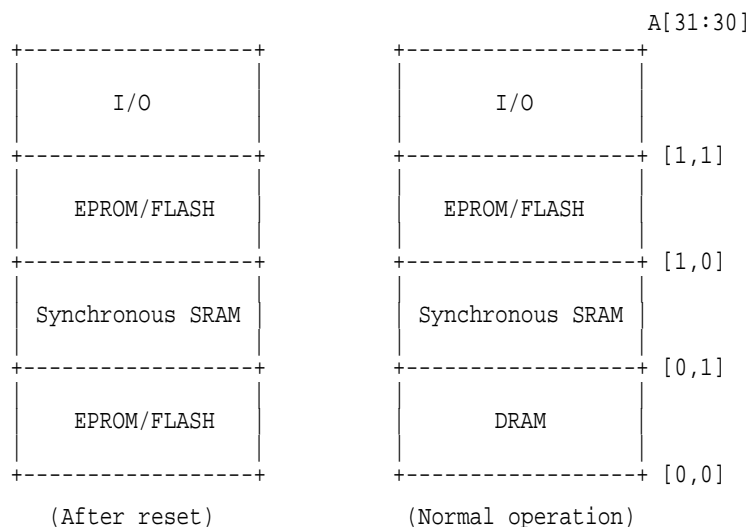 A[31:30]
I/O I/O
[1,1]
EPROM/FLASH EPROM/FLASH
[1,0]
Synchronous SRAM Synchronous SRAM
[0,1]
EPROM/FLASH DRAM
[0,0]
(After reset) (Normal operation)